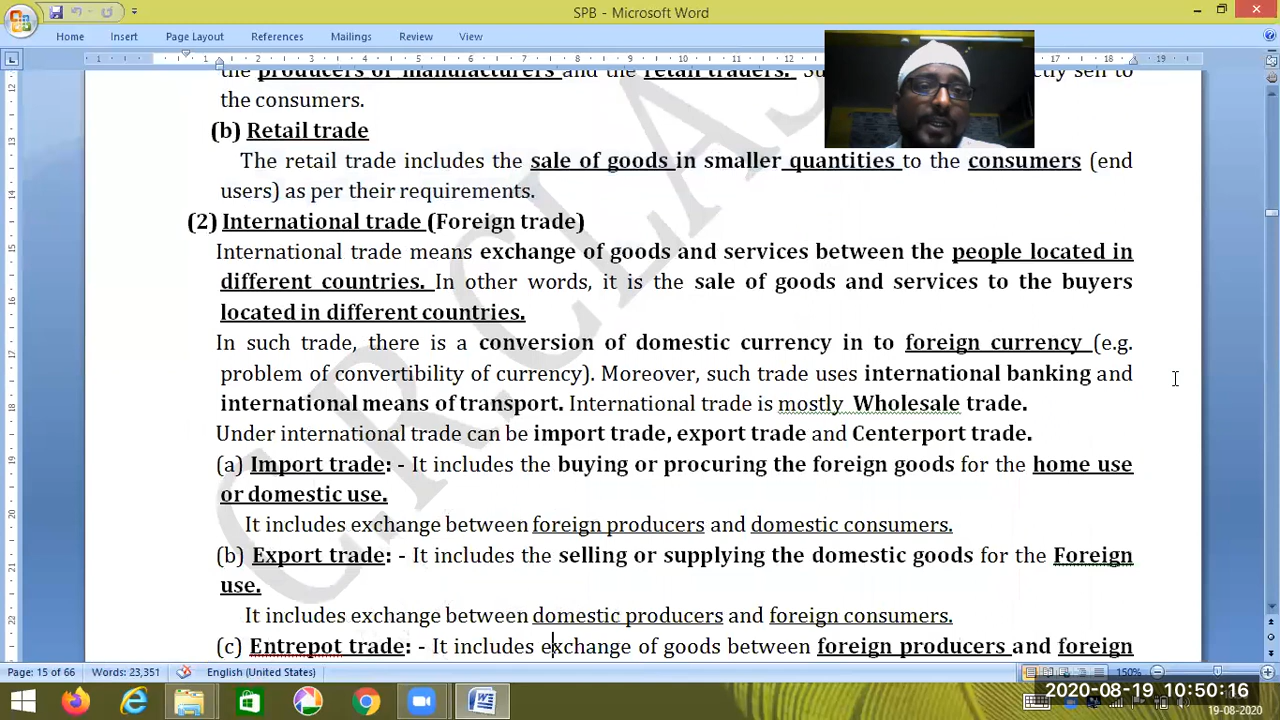 SPB - Microsoft Word
Home Insert Page Layout References Mailings Review View
the producers or manufacturers and the retail traders. to
the consumers.
(b) Retail trade
The retail trade includes the sale of goods in smaller quantities to the consumers (end
users) as per their requirements.
(2) International trade (Foreign trade)
International trade means exchange of goods and services between the people located in
different countries. In other words, it is the sale of goods and services to the buyers
located in different countries.
In such trade, there is a conversion of domestic currency in to foreign currency (e.g.
problem of convertibility of currency). Moreover, such trade uses international banking and
international means of transport. International trade is mostly Wholesale trade.
Under international trade can be import trade, export trade and Centerport trade.
(a) Import trade: - It includes the buying or procuring the foreign goods for the home use
or domestic use.
It includes exchange between foreign producers and domestic consumers.
(b) Export trade: - It includes the selling or supplying the domestic goods for the Foreign
use.
It includes exchange between domestic producers and foreign consumers.
(c) Entrepot trade: - It includes exchange of goods between foreign producers and foreign
C.R.CLAS
Page: 15 of 66 Words: 23,351 English (United States) 150%
2020-08-19 10:50:16
19-08-2020